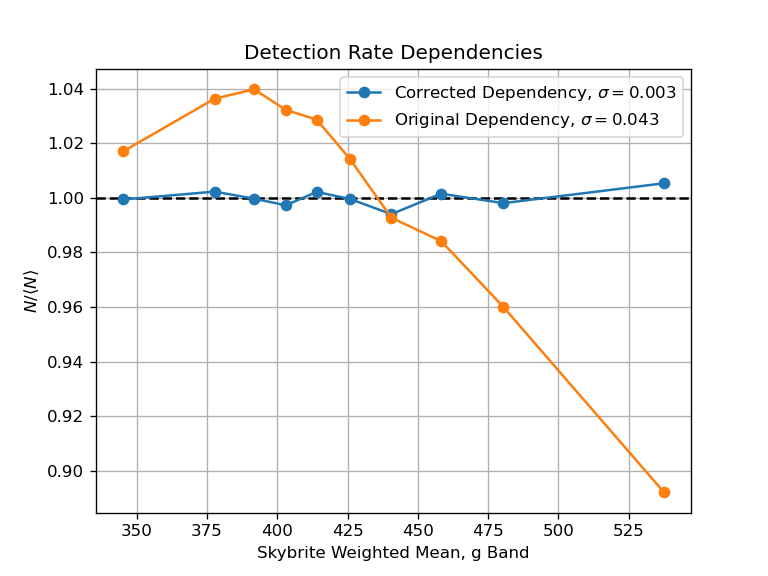 Detection Rate Dependencies
Corrected Dependency, σ = 0.003
Original Dependency, σ = 0.043
1.04
1.02
1.00
0.98
0.96
0.94
0.92
0.90
N/⟨N⟩
350 375 400 425 450 475 500 525
Skybrite Weighted Mean, g Band